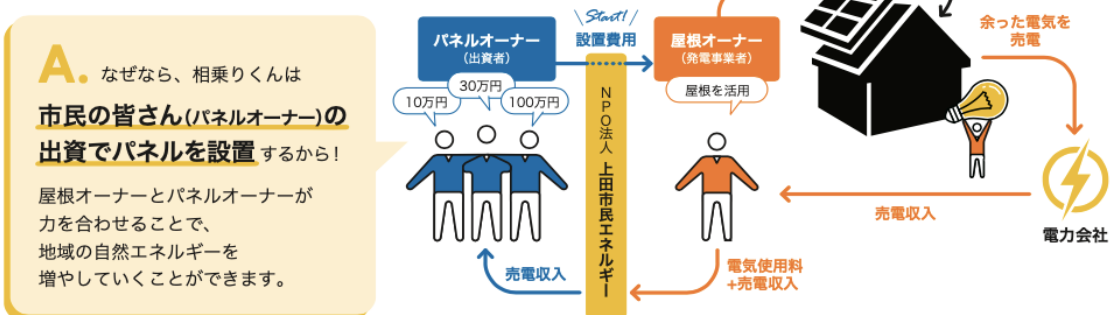 A. なぜなら、相乗りくんは
市民の皆さん(パネルオーナー)の
出資でパネルを設置するから！
屋根オーナーとパネルオーナーが
力を合わせることで、
地域の自然エネルギーを
増やしていくことができます。
パネルオーナー
(出資者)
10万円
30万円
100万円
Start!
設置費用
NPO法人 上田市民エネルギー
屋根オーナー
(発電事業者)
屋根を活用
余った電気を
売電
電力会社
売電収入
電気使用料
+売電収入
売電収入